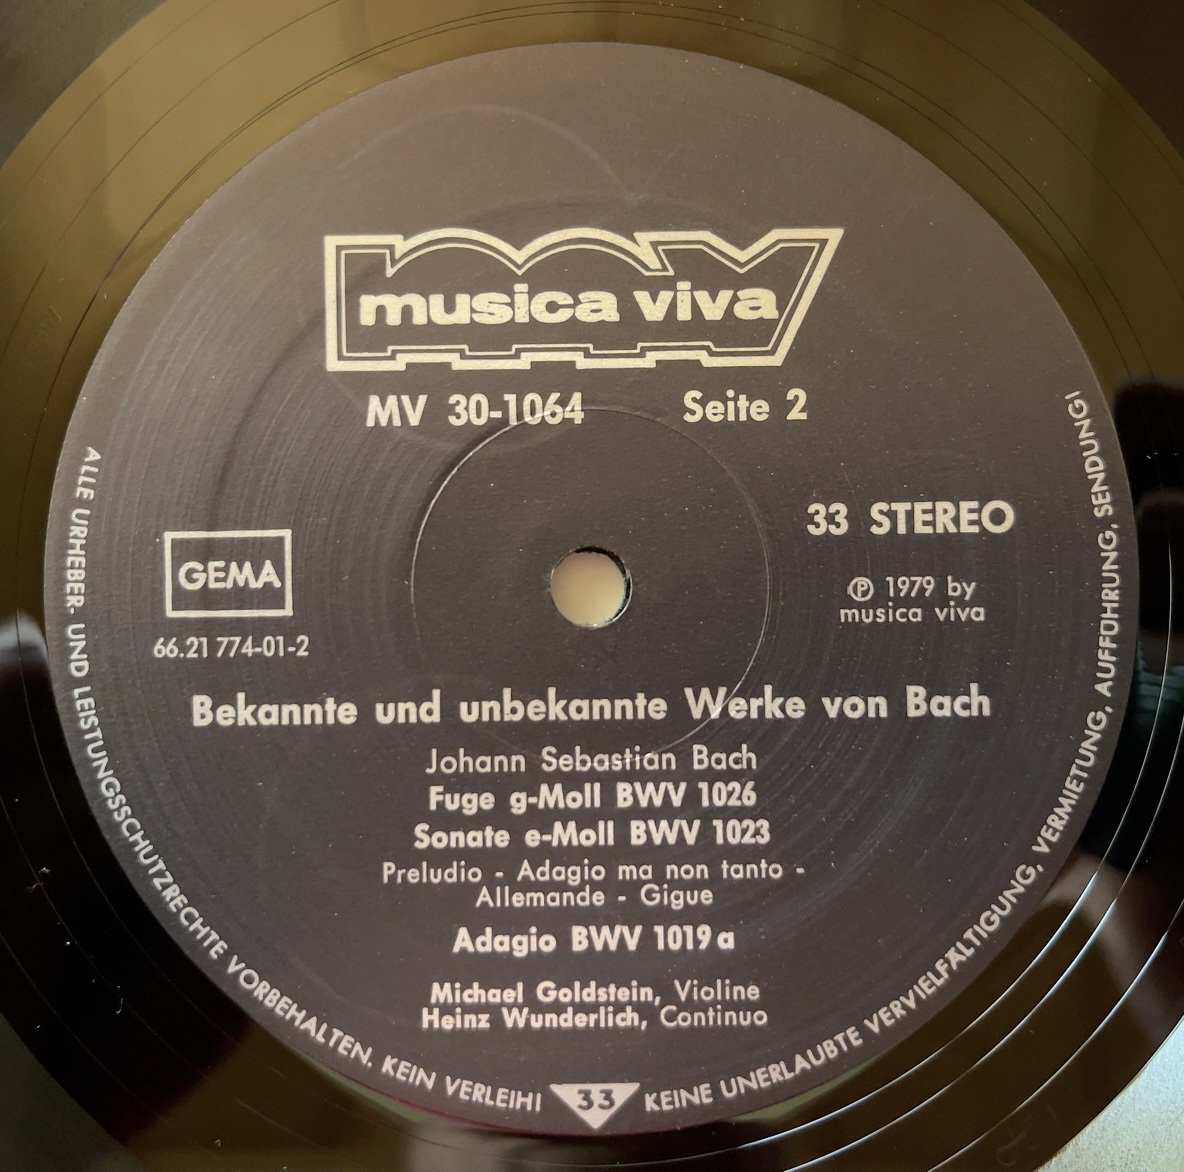 musica viva
MV 30-1064 Seite 2
33 STEREO
GEMA
℗ 1979 by
musica viva
66.21 774-01-2
Bekannte und unbekannte Werke von Bach
Johann Sebastian Bach
Fuge g-Moll BWV 1026
Sonate e-Moll BWV 1023
Preludio - Adagio ma non tanto -
Allemande - Gigue
Adagio BWV 1019 a
Michael Goldstein, Violine
Heinz Wunderlich, Continuo
ALLE URHEBER- UND LEISTUNGSSCHUTZRECHTE VORBEHALTEN. KEIN VERLEIH! 33 KEINE UNERLAUBTE VERVIELFÄLTIGUNG, VERMIETUNG, AUFFÜHRUNG, SENDUNG!